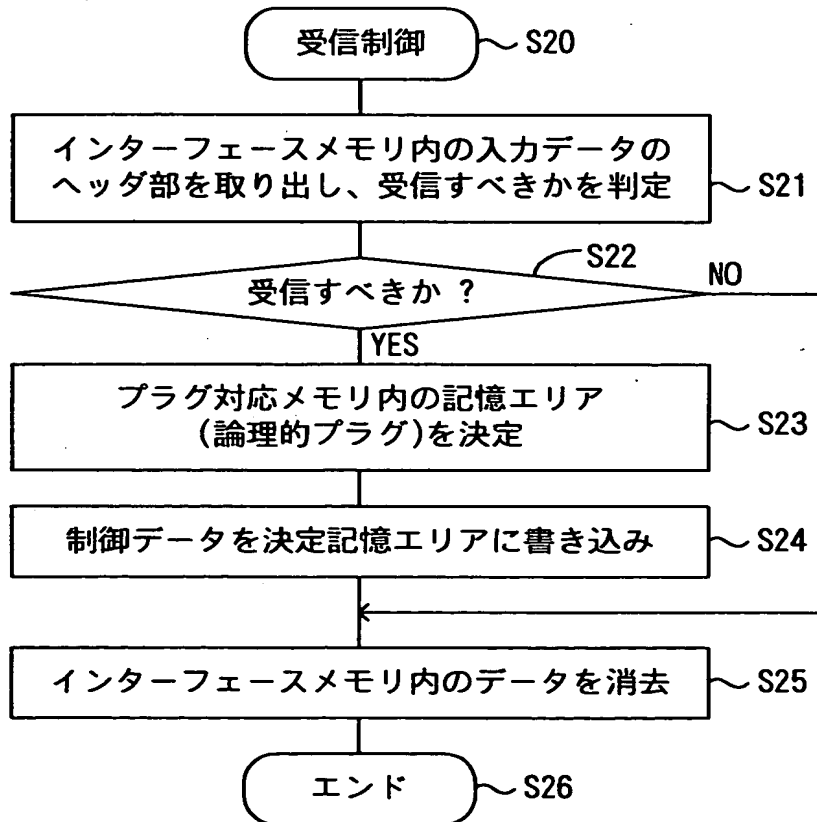 受信制御 S20
インターフェースメモリ内の入力データの
ヘッダ部を取り出し、受信すべきかを判定 S21
S22
受信すべきか ? NO
YES
プラグ対応メモリ内の記憶エリア
(論理的プラグ)を決定 S23
制御データを決定記憶エリアに書き込み S24
インターフェースメモリ内のデータを消去 S25
エンド S26